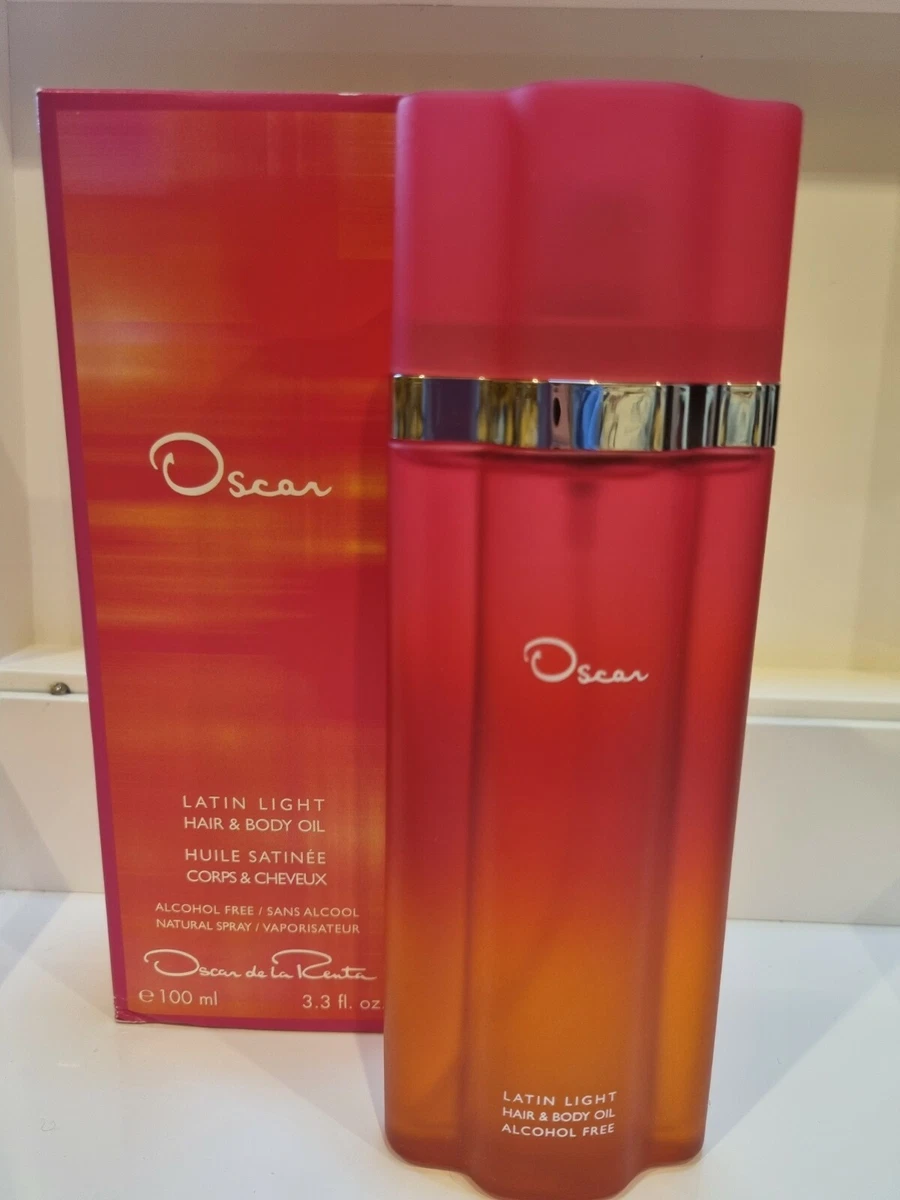 Oscar
LATIN LIGHT
HAIR & BODY OIL
HUILE SATINÉE
CORPS & CHEVEUX
ALCOHOL FREE / SANS ALCOOL
NATURAL SPRAY / VAPORISATEUR
Oscar de la Renta
℮ 100 ml 3.3 fl. oz.
Oscar
LATIN LIGHT
HAIR & BODY OIL
ALCOHOL FREE